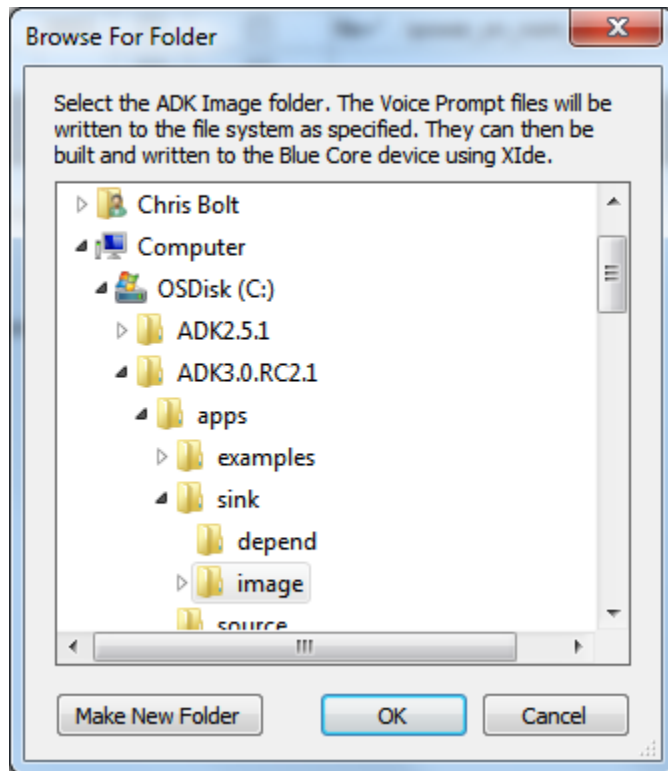 Browse For Folder
Select the ADK Image folder. The Voice Prompt files will be
written to the file system as specified. They can then be
built and written to the Blue Core device using XIde.
Chris Bolt
Computer
OSDisk (C:)
ADK2.5.1
ADK3.0.RC2.1
apps
examples
sink
depend
image
source
Make New Folder
OK
Cancel